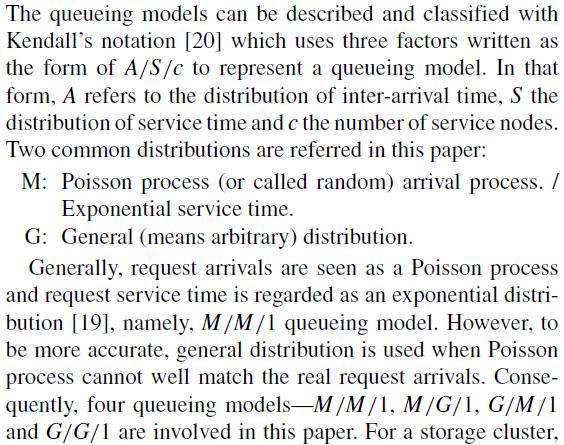 The queueing models can be described and classified with
Kendall's notation [20] which uses three factors written as
the form of A/S/c to represent a queueing model. In that
form, A refers to the distribution of inter-arrival time, S the
distribution of service time and c the number of service nodes.
Two common distributions are referred in this paper:
M: Poisson process (or called random) arrival process. /
Exponential service time.
G: General (means arbitrary) distribution.
Generally, request arrivals are seen as a Poisson process
and request service time is regarded as an exponential distri-
bution [19], namely, M/M/1 queueing model. However, to
be more accurate, general distribution is used when Poisson
process cannot well match the real request arrivals. Conse-
quently, four queueing models—M/M/1, M/G/1, G/M/1
and G/G/1 are involved in this paper. For a storage cluster,